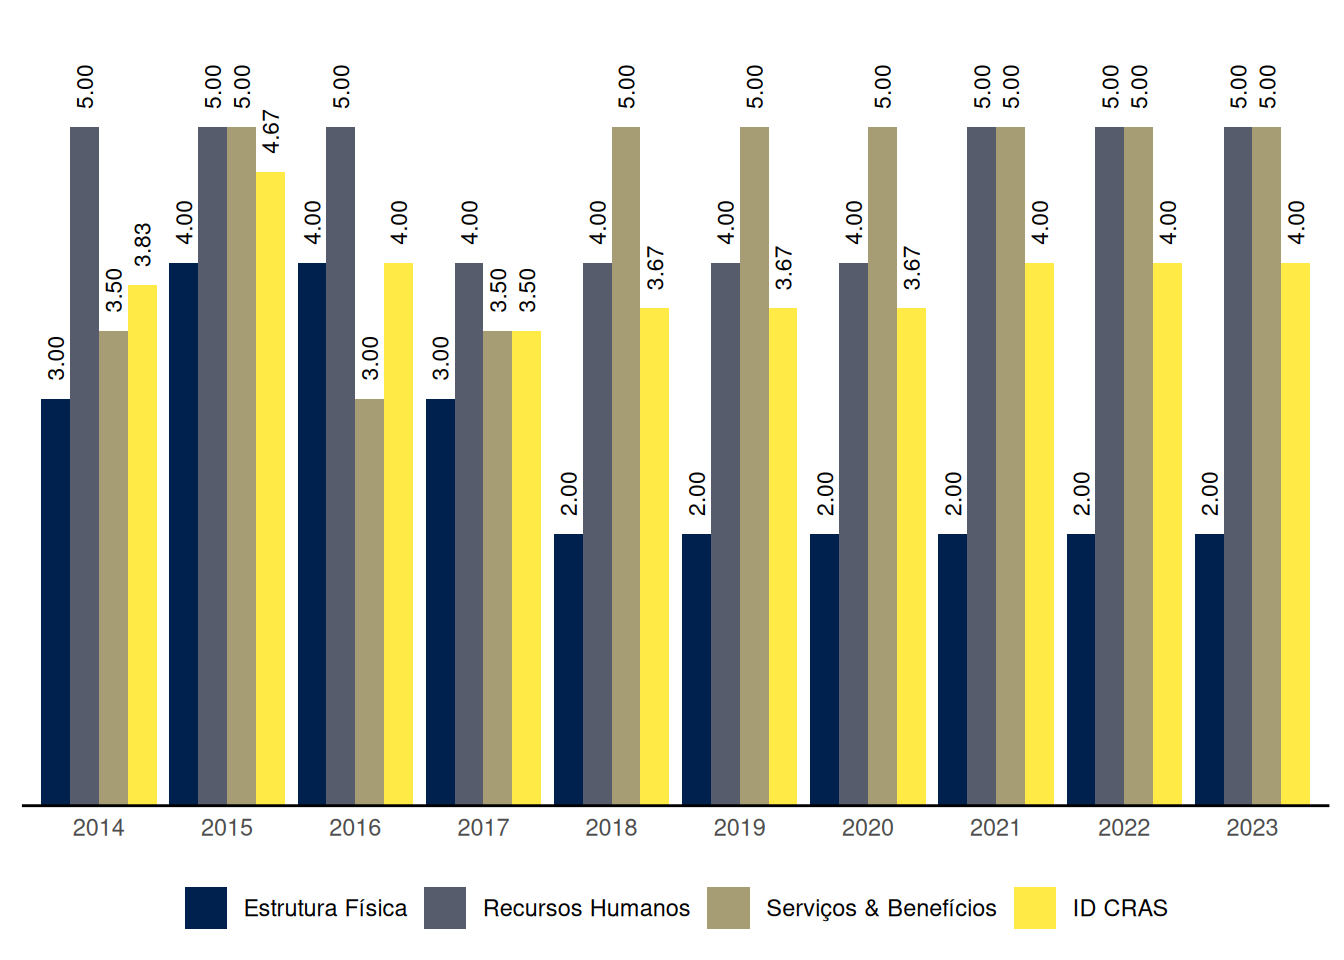 3.00 5.00 3.50 3.83 4.00 5.00 5.00 4.67 4.00 5.00 3.00 4.00 3.00 4.00 3.50 3.50 2.00 4.00 5.00 3.67 2.00 4.00 5.00 3.67 2.00 4.00 5.00 3.67 2.00 5.00 5.00 4.00 2.00 5.00 5.00 4.00 2.00 5.00 5.00 4.00
2014 2015 2016 2017 2018 2019 2020 2021 2022 2023
Estrutura Física Recursos Humanos Serviços & Benefícios ID CRAS